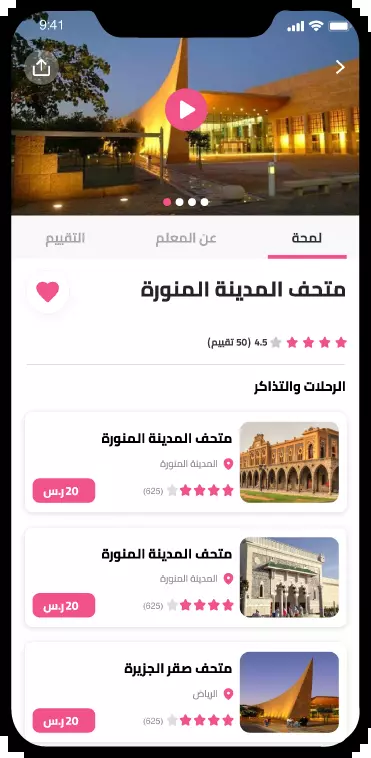 9:41
لمحة
عن المعلم
التقييم
متحف المدينة المنورة
4.5 (50 تقييم)
الرحلات والتذاكر
متحف المدينة المنورة
المدينة المنورة
(625)
20 ر.س
متحف المدينة المنورة
المدينة المنورة
(625)
20 ر.س
متحف صقر الجزيرة
الرياض
(625)
20 ر.س